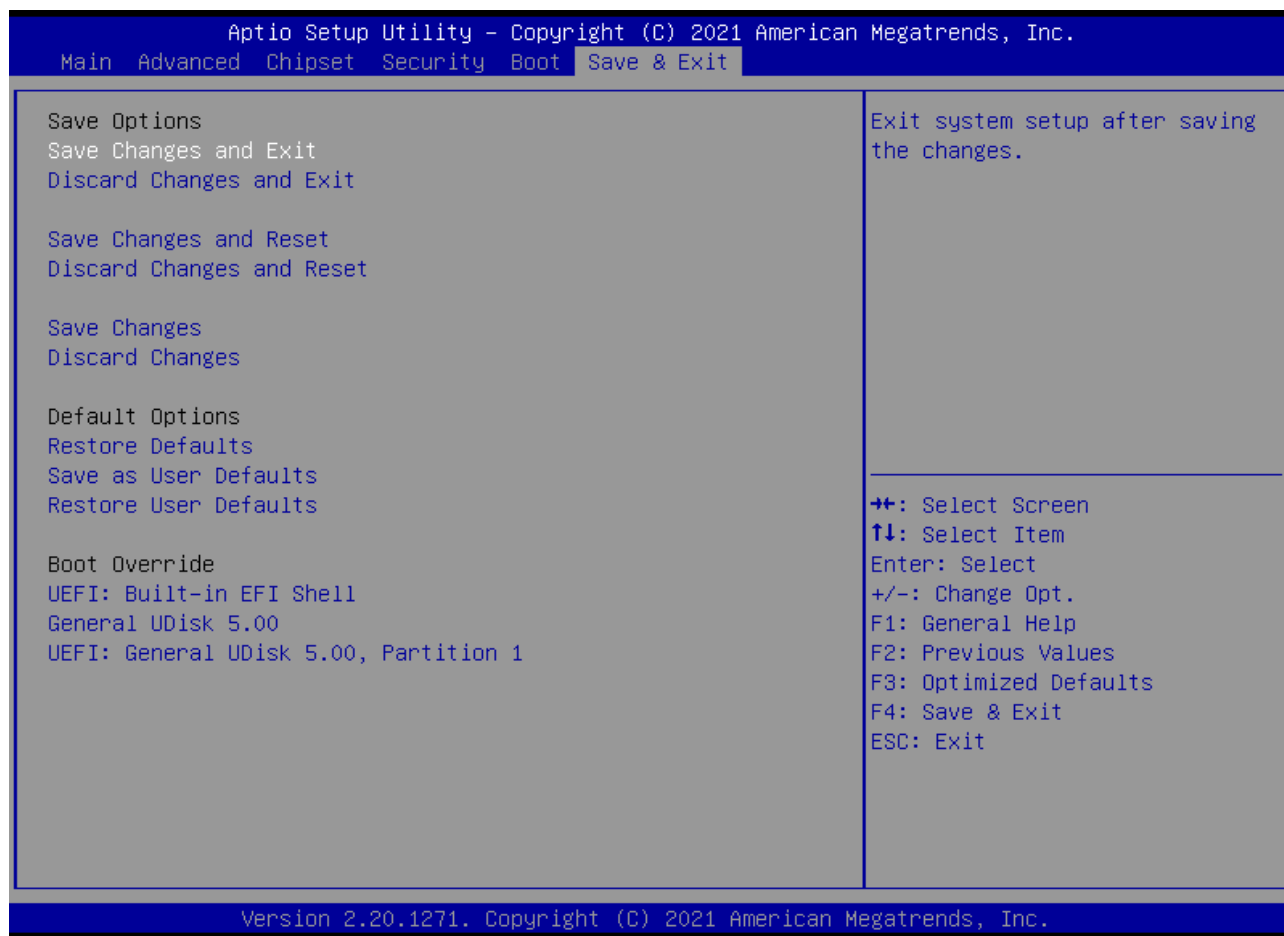 Aptio Setup Utility – Copyright (C) 2021 American Megatrends, Inc.
Main Advanced Chipset Security Boot Save & Exit
Save Options
Save Changes and Exit
Discard Changes and Exit
Save Changes and Reset
Discard Changes and Reset
Save Changes
Discard Changes
Default Options
Restore Defaults
Save as User Defaults
Restore User Defaults
Boot Override
UEFI: Built-in EFI Shell
General UDisk 5.00
UEFI: General UDisk 5.00, Partition 1
Exit system setup after saving
the changes.
→←: Select Screen
↑↓: Select Item
Enter: Select
+/-: Change Opt.
F1: General Help
F2: Previous Values
F3: Optimized Defaults
F4: Save & Exit
ESC: Exit
Version 2.20.1271. Copyright (C) 2021 American Megatrends, Inc.